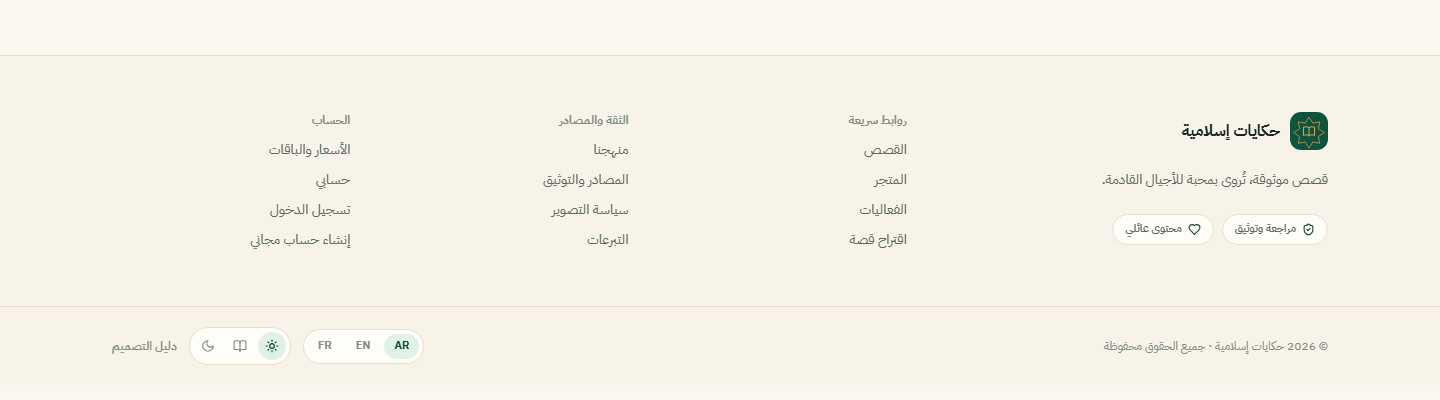 حكايات إسلامية
قصص موثوقة، تُروى بمحبة للأجيال القادمة.
مراجعة وتوثيق
محتوى عائلي
روابط سريعة
القصص
المتجر
الفعاليات
اقتراح قصة
الثقة والمصادر
منهجنا
المصادر والتوثيق
سياسة التصوير
التبرعات
الحساب
الأسعار والباقات
حسابي
تسجيل الدخول
إنشاء حساب مجاني
© 2026 حكايات إسلامية · جميع الحقوق محفوظة
AR EN FR
دليل التصميم